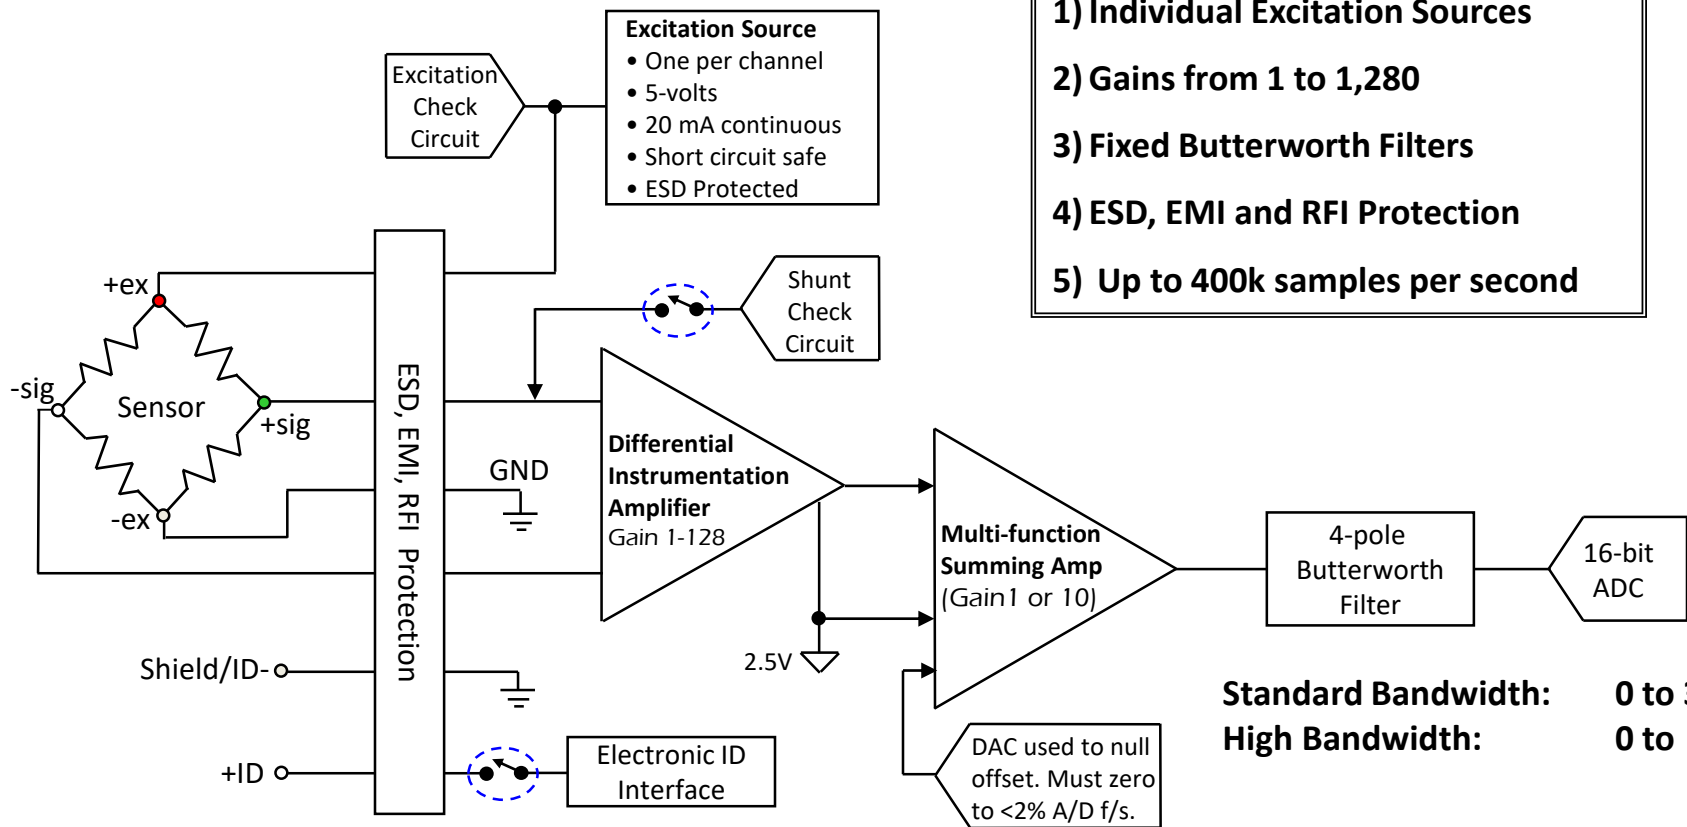 Excitation
Check
Circuit
Excitation Source
• One per channel
• 5-volts
• 20 mA continuous
• Short circuit safe
• ESD Protected
1) Individual Excitation Sources
2) Gains from 1 to 1,280
3) Fixed Butterworth Filters
4) ESD, EMI and RFI Protection
5) Up to 400k samples per second
+ex
-sig
Sensor
+sig
-ex
ESD, EMI, RFI Protection
GND
Shunt
Check
Circuit
Differential
Instrumentation
Amplifier
Gain 1-128
2.5V
Multi-function
Summing Amp
(Gain1 or 10)
4-pole
Butterworth
Filter
16-bit
ADC
Shield/ID-
+ID
Electronic ID
Interface
DAC used to null
offset. Must zero
to <2% A/D f/s.
Standard Bandwidth: 0 to
High Bandwidth: 0 to